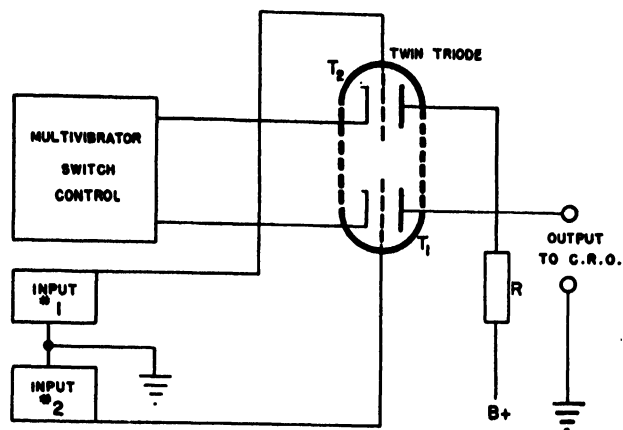 TWIN TRIODE
T2
MULTIVIBRATOR
SWITCH
CONTROL
T1
OUTPUT
TO C.R.O.
INPUT
#1
R
INPUT
#2
B+